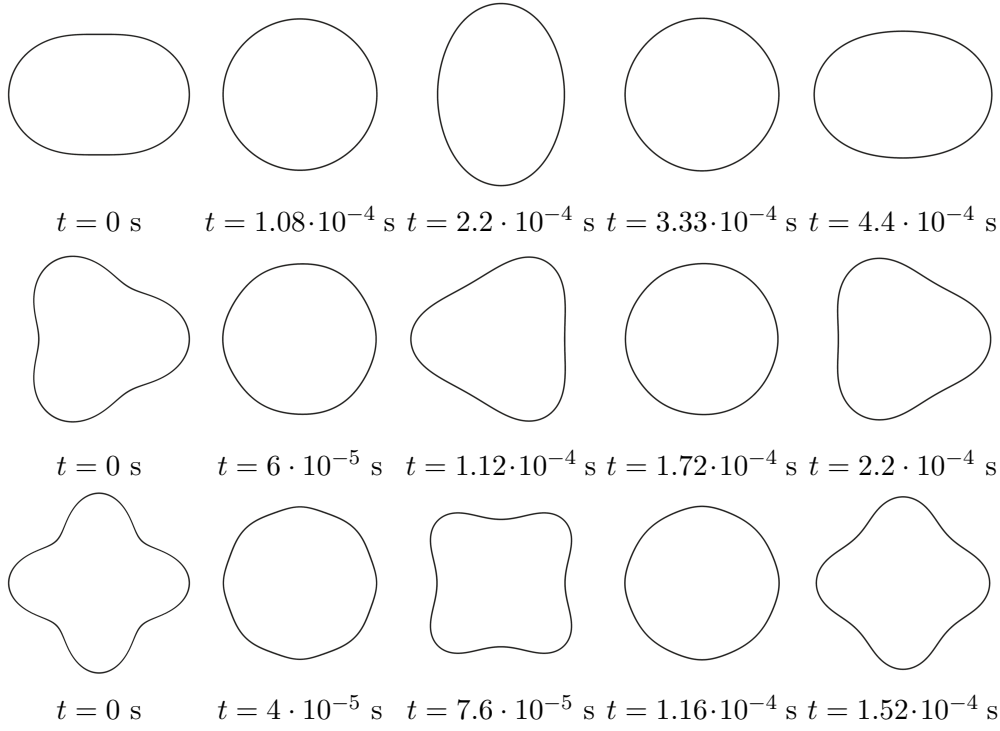 t = 0 s t = 1.08·10⁻⁴ s t = 2.2 · 10⁻⁴ s t = 3.33·10⁻⁴ s t = 4.4 · 10⁻⁴ s
t = 0 s t = 6 · 10⁻⁵ s t = 1.12·10⁻⁴ s t = 1.72·10⁻⁴ s t = 2.2 · 10⁻⁴ s
t = 0 s t = 4 · 10⁻⁵ s t = 7.6 · 10⁻⁵ s t = 1.16·10⁻⁴ s t = 1.52·10⁻⁴ s